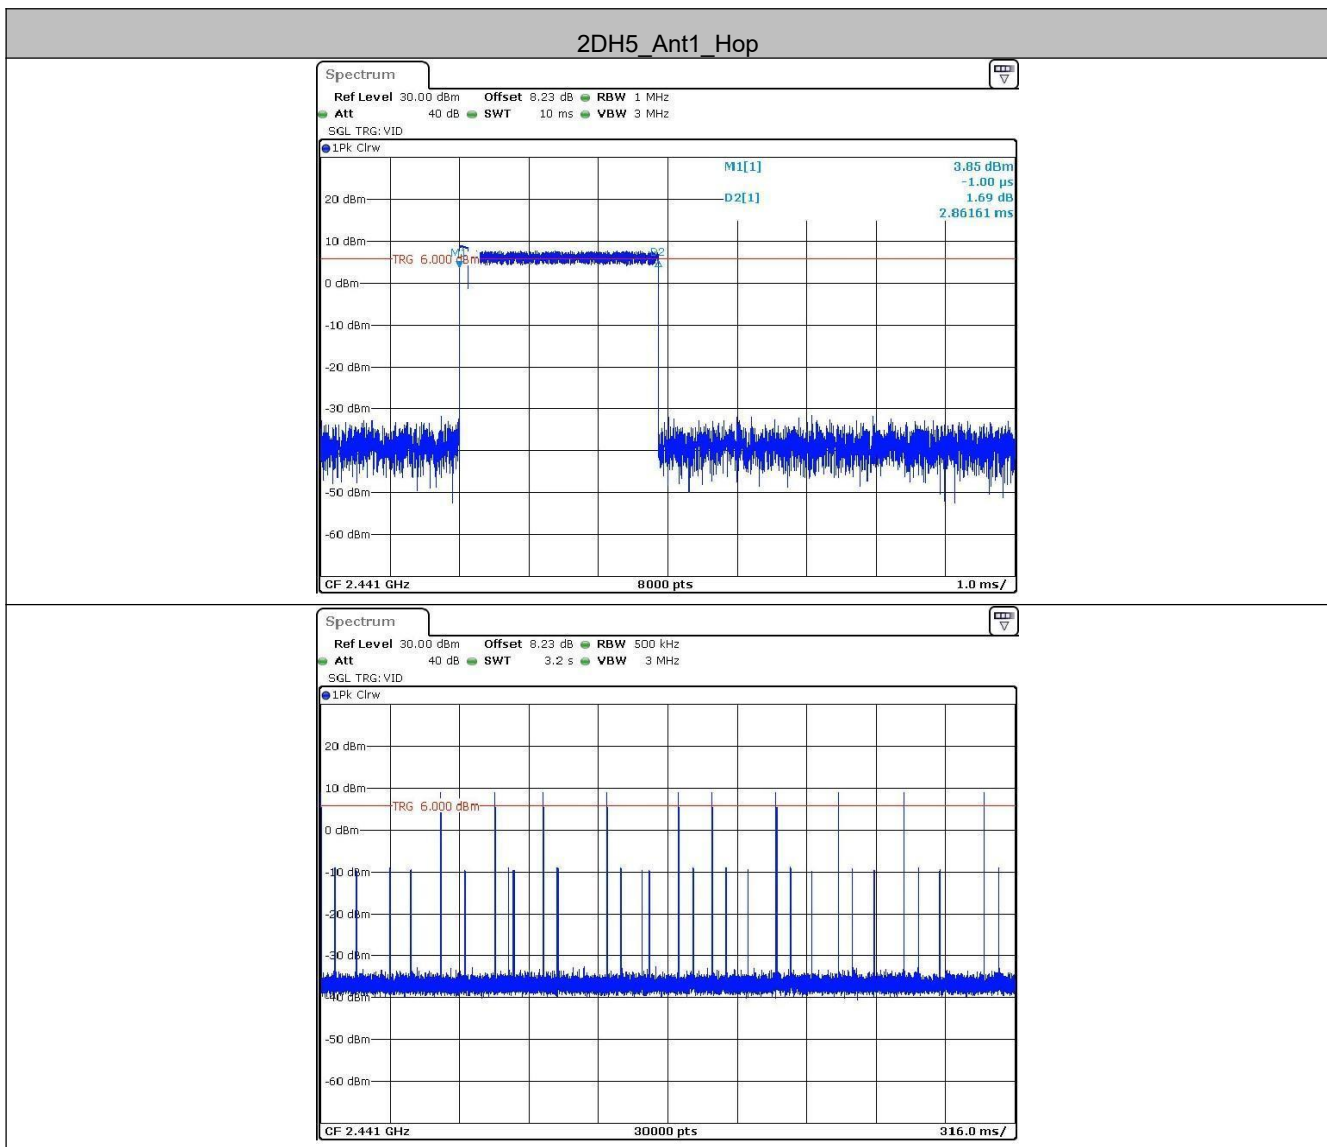 2DH5_Ant1_Hop
Spectrum
Ref Level 30.00 dBm Offset 8.23 dB RBW 1 MHz
Att 40 dB SWT 10 ms VBW 3 MHz
SGL TRG: VID
1Pk Clrw
M1[1] 3.85 dBm
-1.00 µs
D2[1] 1.69 dB
2.86161 ms
20 dBm
10 dBm
M1 D2
TRG 6.000 dBm
0 dBm
-10 dBm
-20 dBm
-30 dBm
-50 dBm
-60 dBm
CF 2.441 GHz 8000 pts 1.0 ms/
Spectrum
Ref Level 30.00 dBm Offset 8.23 dB RBW 500 kHz
Att 40 dB SWT 3.2 s VBW 3 MHz
SGL TRG: VID
1Pk Clrw
20 dBm
10 dBm
TRG 6.000 dBm
0 dBm
-10 dBm
-20 dBm
-30 dBm
-40 dBm
-50 dBm
-60 dBm
CF 2.441 GHz 30000 pts 316.0 ms/